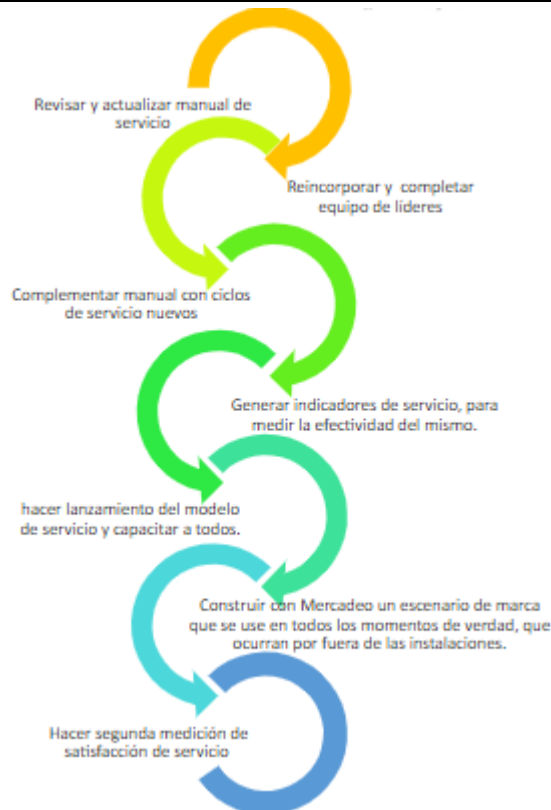 Revisar y actualizar manual de
servicio
Reincorporar y completar
equipo de líderes
Complementar manual con ciclos
de servicio nuevos
Generar indicadores de servicio, para
medir la efectividad del mismo.
hacer lanzamiento del modelo
de servicio y capacitar a todos.
Construir con Mercadeo un escenario de marca
que se use en todos los momentos de verdad, que
ocurran por fuera de las instalaciones.
Hacer segunda medición de
satisfacción de servicio